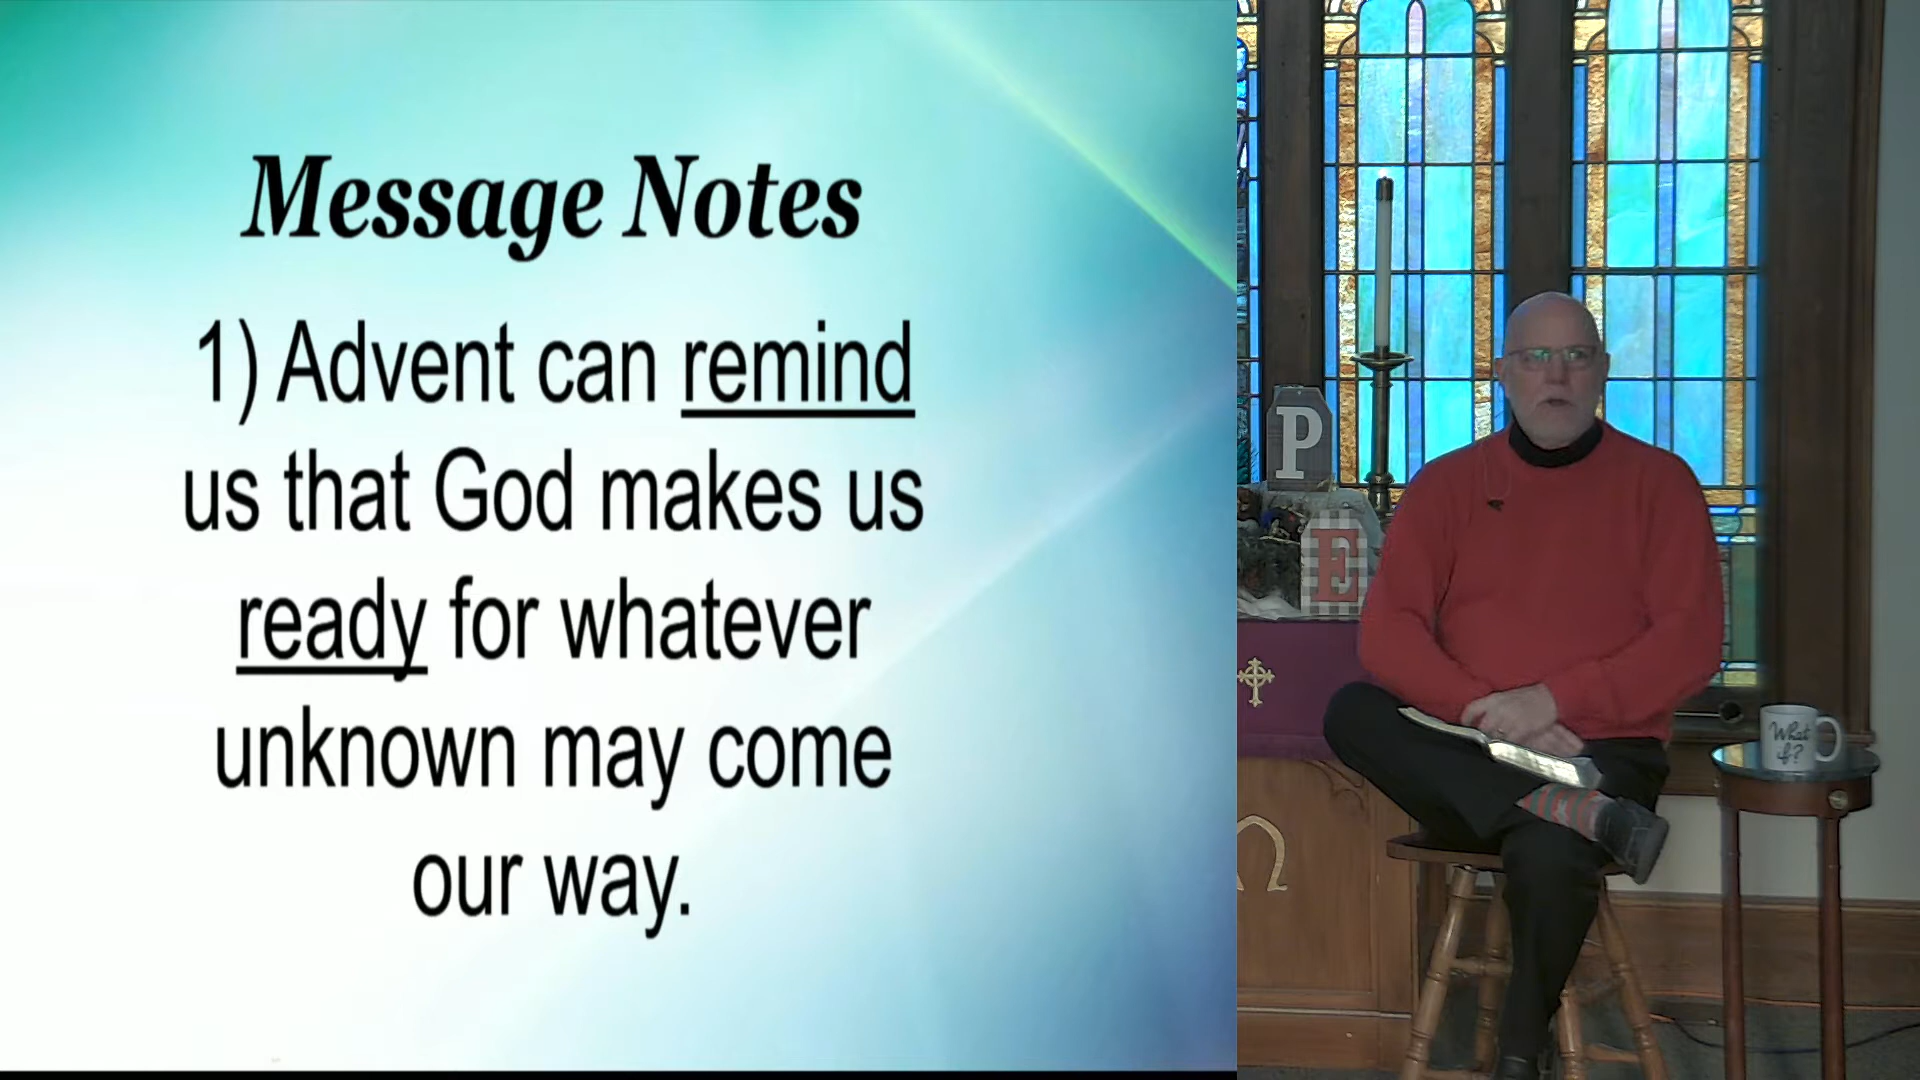 Message Notes
1) Advent can remind
us that God makes us
ready for whatever
unknown may come
our way.
P
E
What
if?
Ω